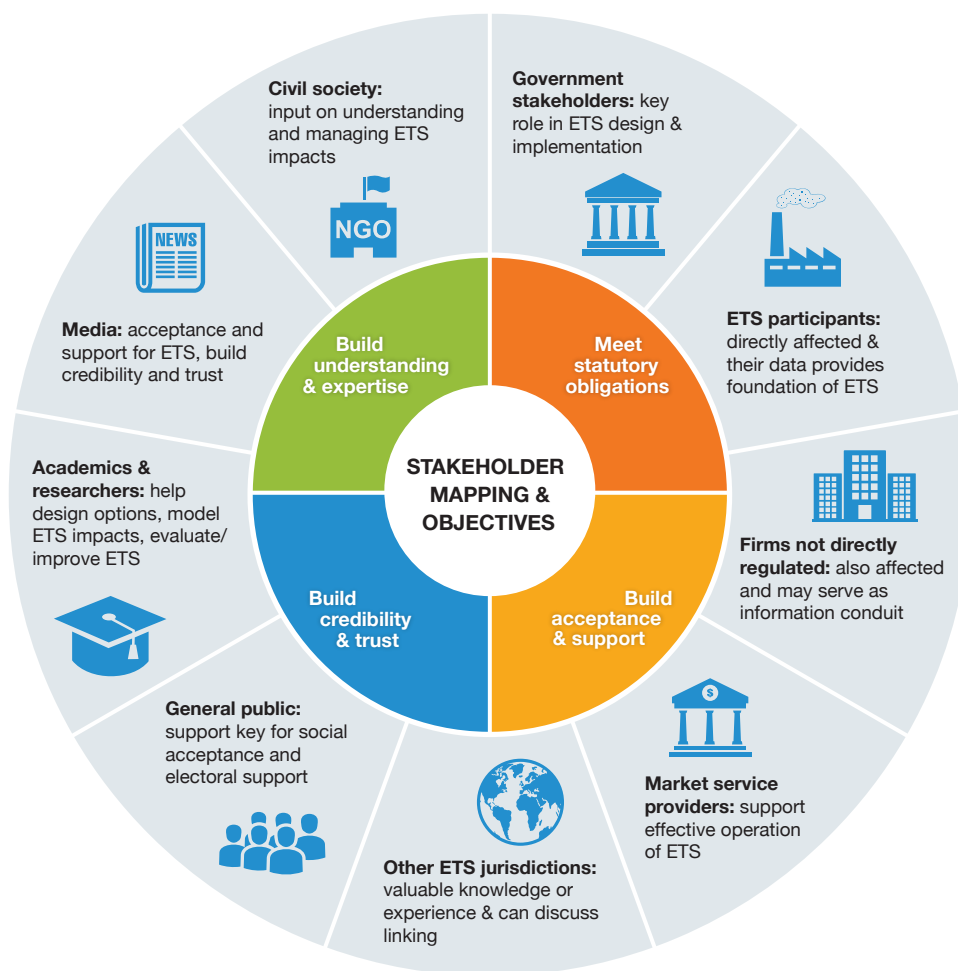 Civil society:
input on understanding
and managing ETS
impacts
NGO
Government
stakeholders: key
role in ETS design &
implementation
ETS participants:
directly affected &
their data provides
foundation of ETS
Firms not directly
regulated: also affected
and may serve as
information conduit
$
Market service
providers: support
effective operation
of ETS
Other ETS jurisdictions:
valuable knowledge or
experience & can discuss
linking
General public:
support key for social
acceptance and
electoral support
Academics &
researchers: help
design options, model
ETS impacts, evaluate/
improve ETS
NEWS
Media: acceptance and
support for ETS, build
credibility and trust
Build
understanding
& expertise
Meet
statutory
obligations
Build
acceptance
& support
Build
credibility
& trust
STAKEHOLDER
MAPPING &
OBJECTIVES